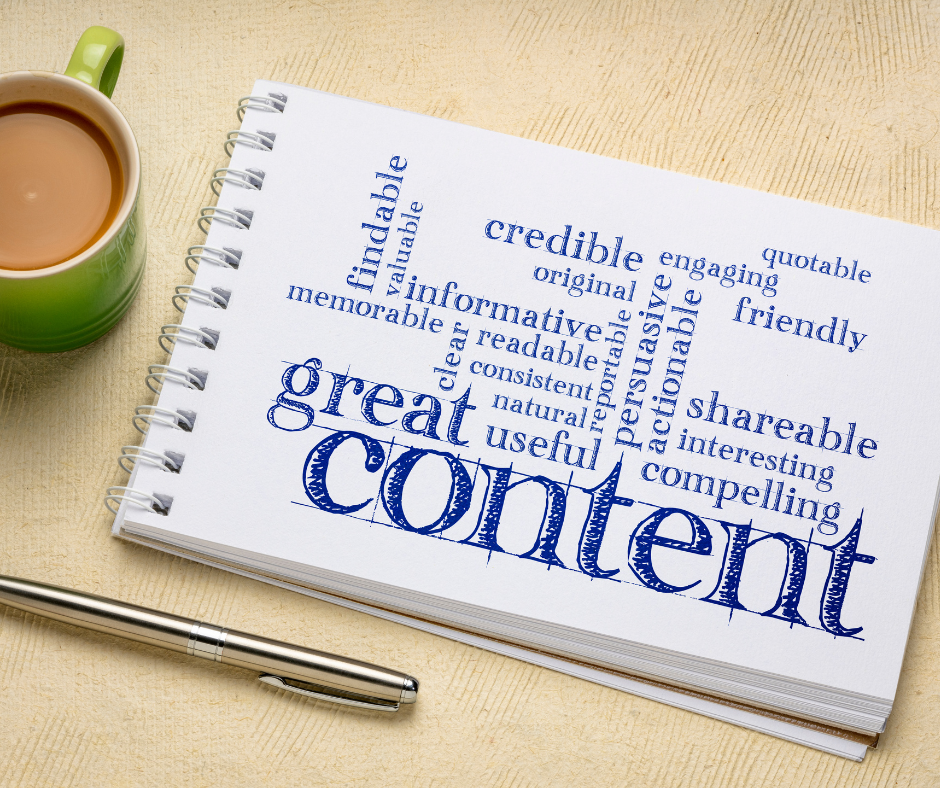 findable
valuable
credible
original
engaging
quotable
memorable
informative
friendly
clear
readable
reportable
persuasive
actionable
consistent
natural
great
useful
shareable
interesting
compelling
content